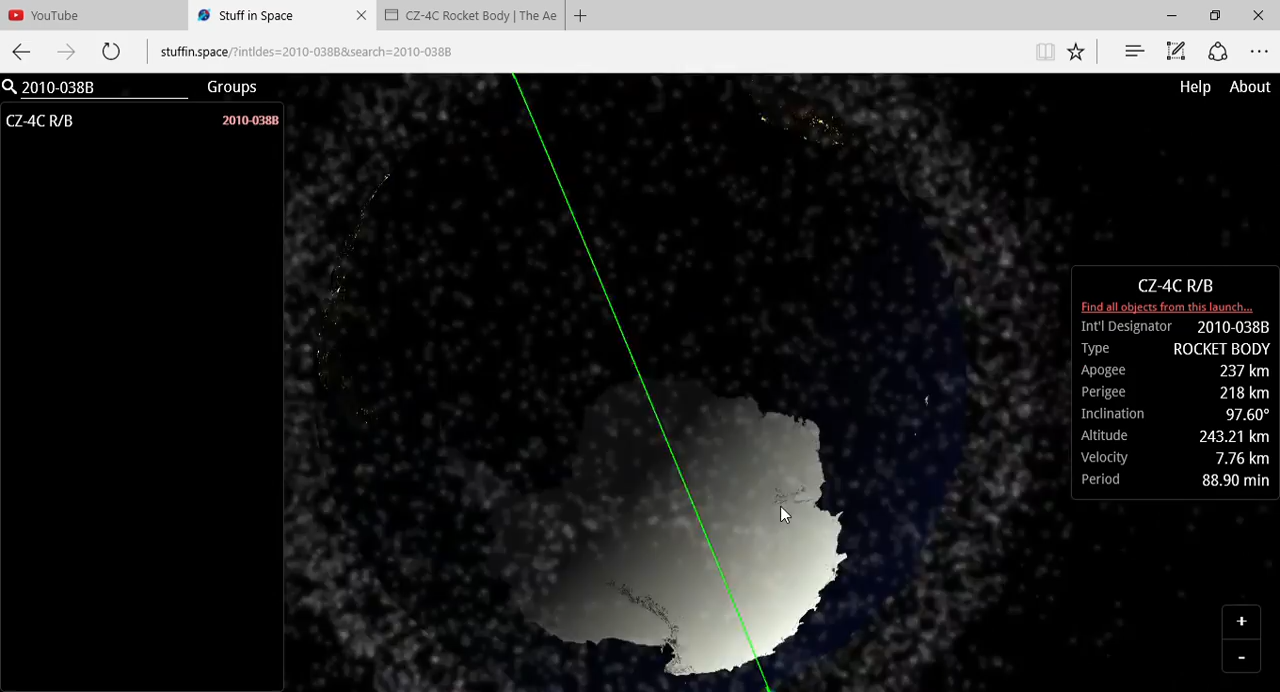 YouTube
Stuff in Space
CZ-4C Rocket Body | The Ae
stuffin.space/?intldes=2010-038B&search=2010-038B
2010-038B
Groups
Help
About
CZ-4C R/B
2010-038B
CZ-4C R/B
Find all objects from this launch...
Int'l Designator 2010-038B
Type ROCKET BODY
Apogee 237 km
Perigee 218 km
Inclination 97.60°
Altitude 243.21 km
Velocity 7.76 km
Period 88.90 min
+
-